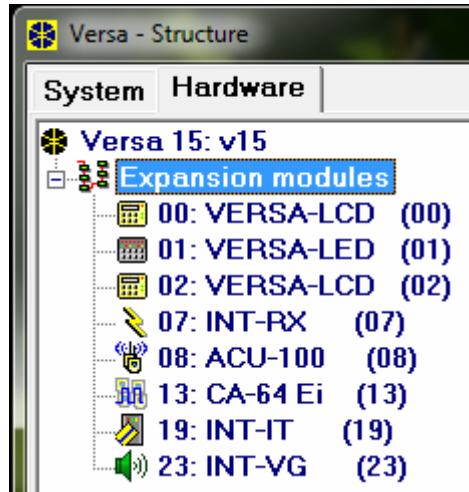 Versa - Structure
System Hardware
Versa 15: v15
Expansion modules
00: VERSA-LCD (00)
01: VERSA-LED (01)
02: VERSA-LCD (02)
07: INT-RX (07)
08: ACU-100 (08)
13: CA-64 Ei (13)
19: INT-IT (19)
23: INT-VG (23)